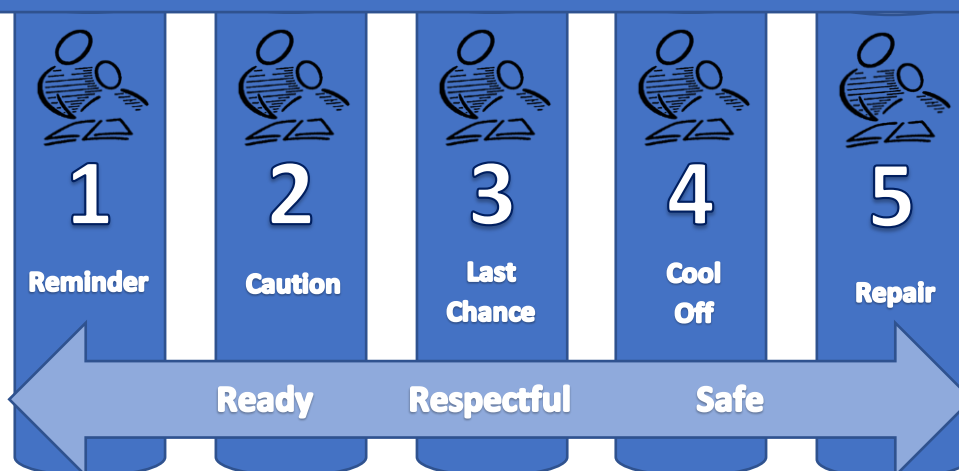 1
Reminder
2
Caution
3
Last
Chance
4
Cool
Off
5
Repair
Ready Respectful Safe